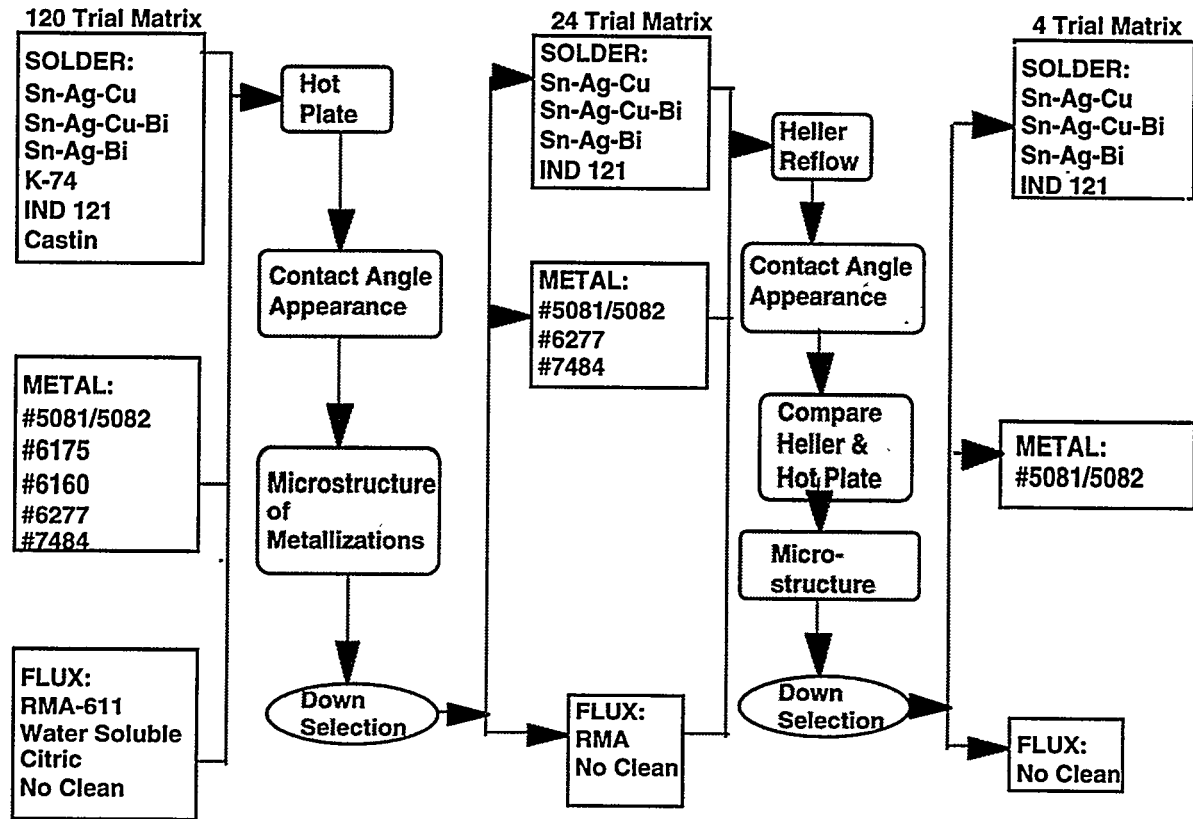 120 Trial Matrix
SOLDER:
Sn-Ag-Cu
Sn-Ag-Cu-Bi
Sn-Ag-Bi
K-74
IND 121
Castin
METAL:
#5081/5082
#6175
#6160
#6277
#7484
FLUX:
RMA-611
Water Soluble
Citric
No Clean
Hot
Plate
Contact Angle
Appearance
Microstructure
of
Metallizations
Down
Selection
24 Trial Matrix
SOLDER:
Sn-Ag-Cu
Sn-Ag-Cu-Bi
Sn-Ag-Bi
IND 121
METAL:
#5081/5082
#6277
#7484
FLUX:
RMA
No Clean
Heller
Reflow
Contact Angle
Appearance
Compare
Heller &
Hot Plate
Micro-
structure
Down
Selection
4 Trial Matrix
SOLDER:
Sn-Ag-Cu
Sn-Ag-Cu-Bi
Sn-Ag-Bi
IND 121
METAL:
#5081/5082
FLUX:
No Clean